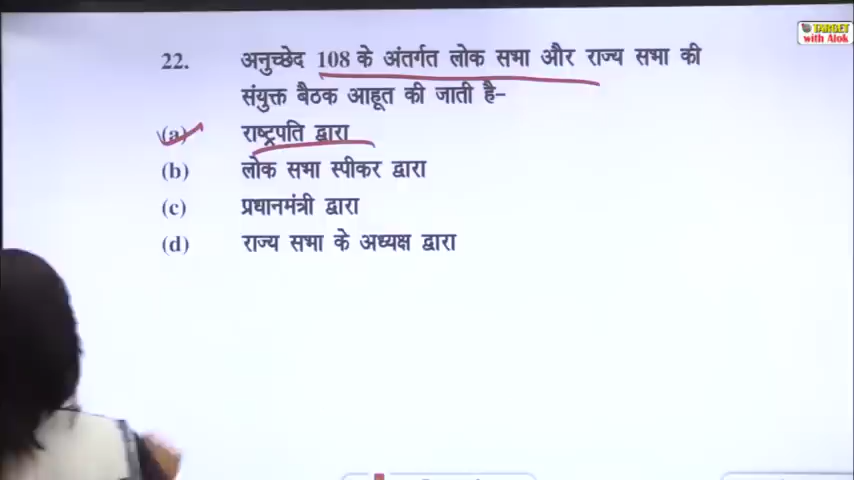 TARGET
with Alok
22. अनुच्छेद 108 के अंतर्गत लोक सभा और राज्य सभा की
संयुक्त बैठक आहूत की जाती है–
(a) राष्ट्रपति द्वारा
(b) लोक सभा स्पीकर द्वारा
(c) प्रधानमंत्री द्वारा
(d) राज्य सभा के अध्यक्ष द्वारा